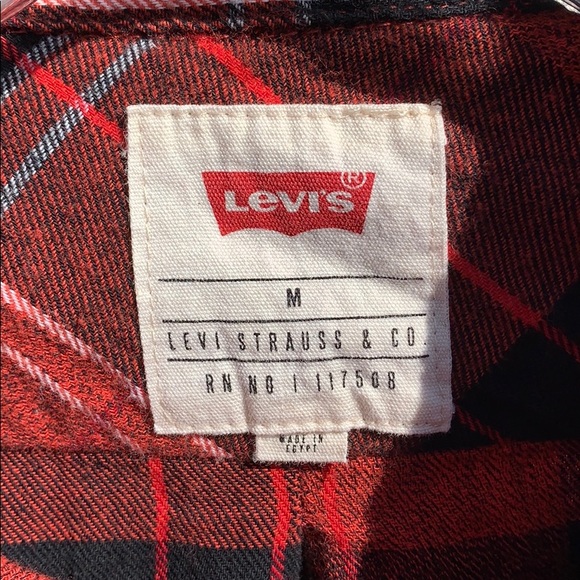 LEVI'S®
M
LEVI STRAUSS & CO.
RN NO | 117508
MADE IN
EGYPT